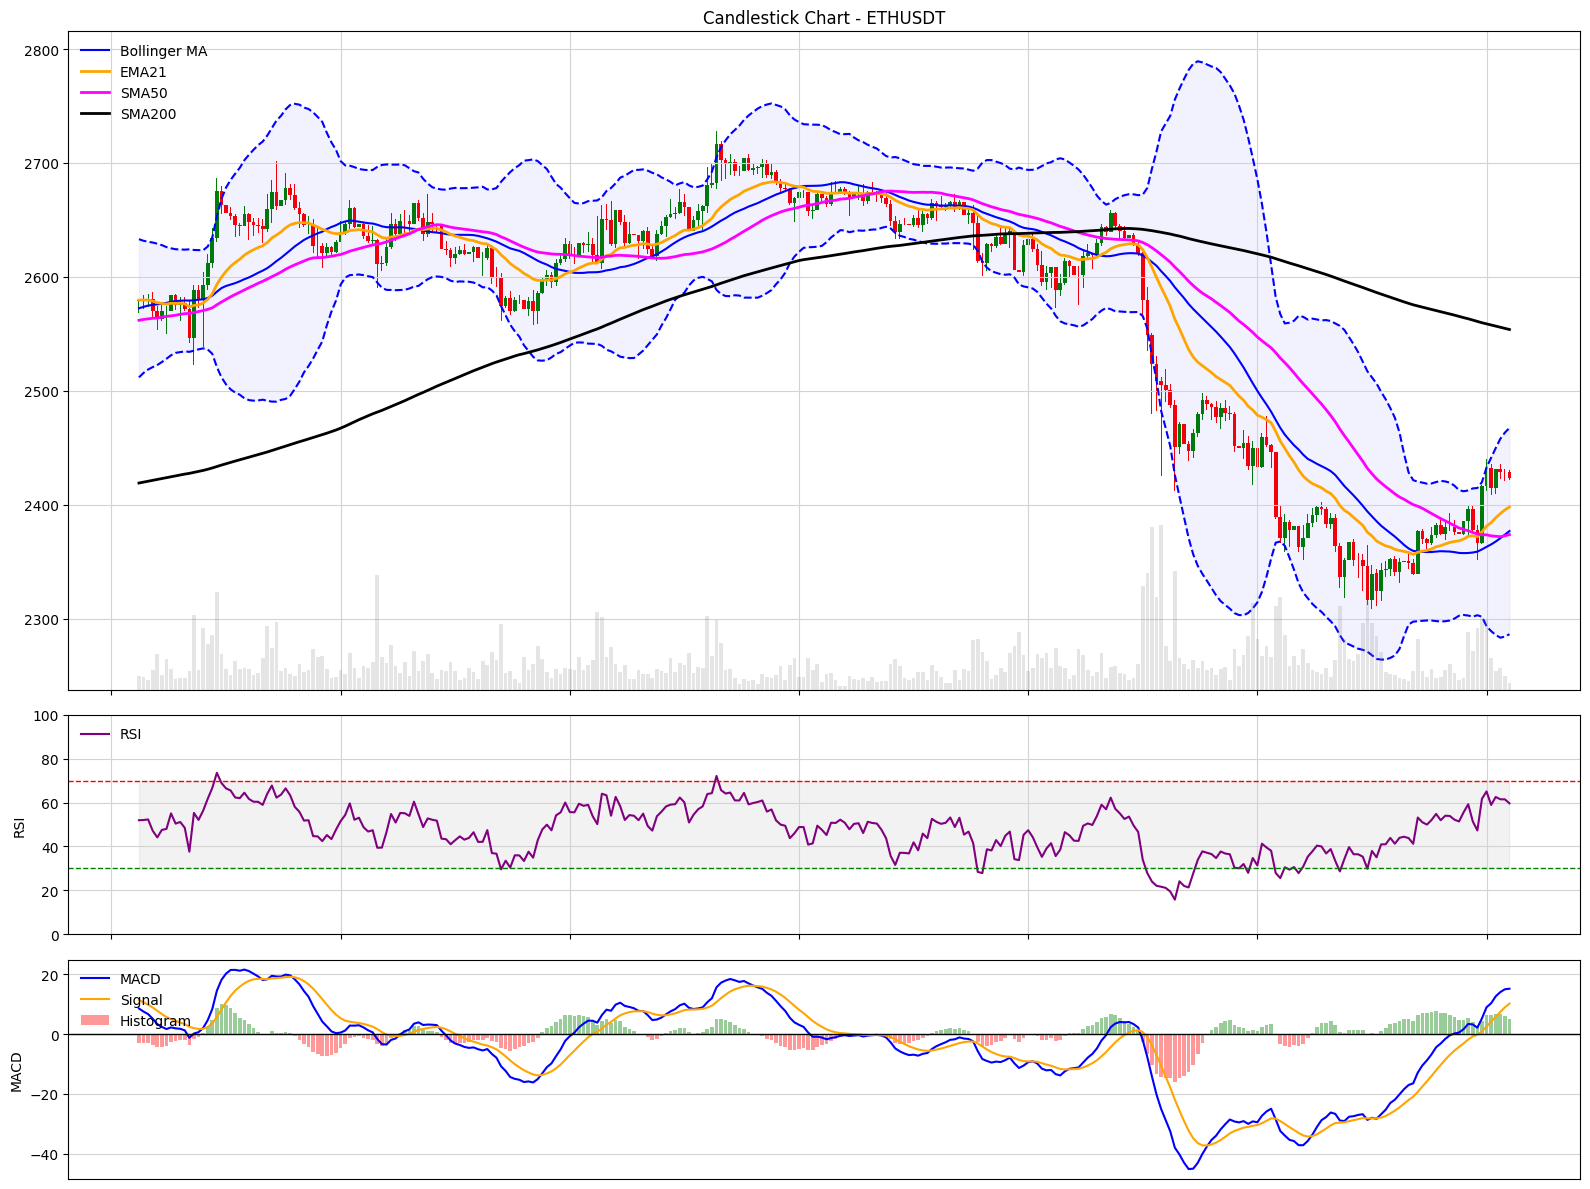 Candlestick Chart - ETHUSDT
Bollinger MA
EMA21
SMA50
SMA200
2800
2700
2600
2500
2400
2300
RSI
100
80
60
40
20
0
RSI
MACD
Signal
Histogram
20
0
−20
−40
MACD